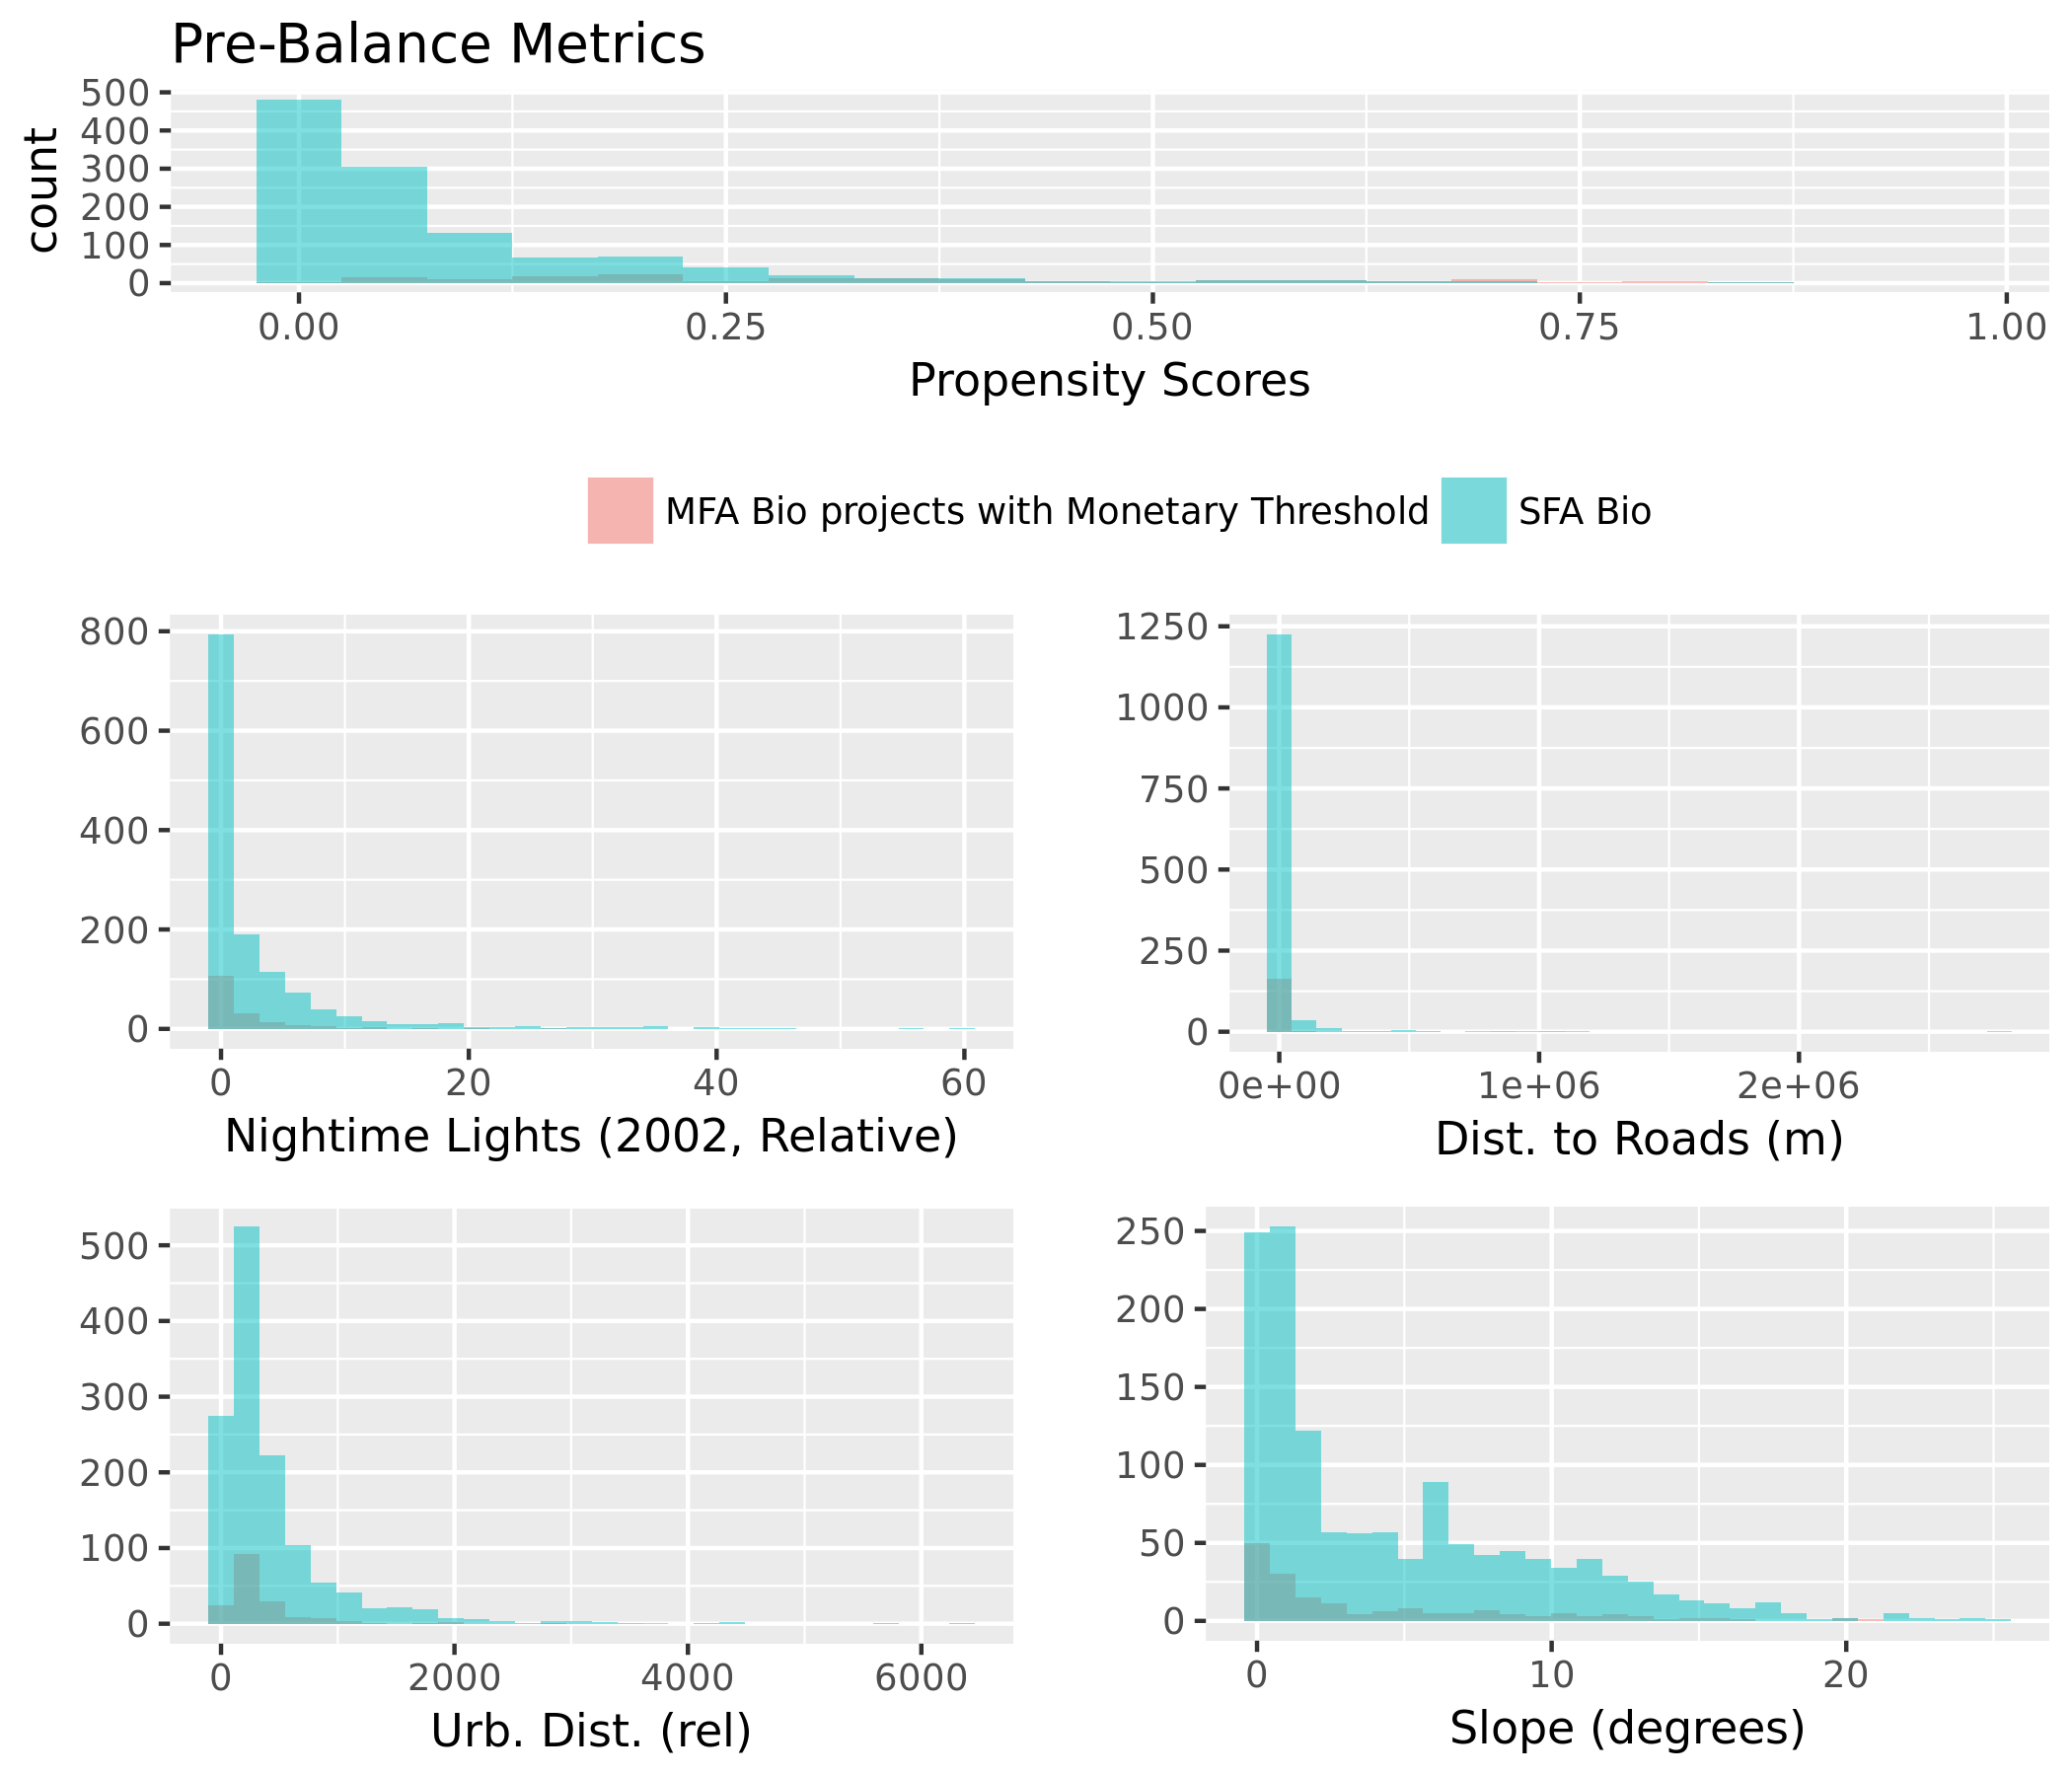 Pre-Balance Metrics
count
500
400
300
200
100
0
0.00 0.25 0.50 0.75 1.00
Propensity Scores
MFA Bio projects with Monetary Threshold SFA Bio
800
600
400
200
0
0 20 40 60
Nightime Lights (2002, Relative)
1250
1000
750
500
250
0
0e+00 1e+06 2e+06
Dist. to Roads (m)
500
400
300
200
100
0
0 2000 4000 6000
Urb. Dist. (rel)
250
200
150
100
50
0
0 10 20
Slope (degrees)